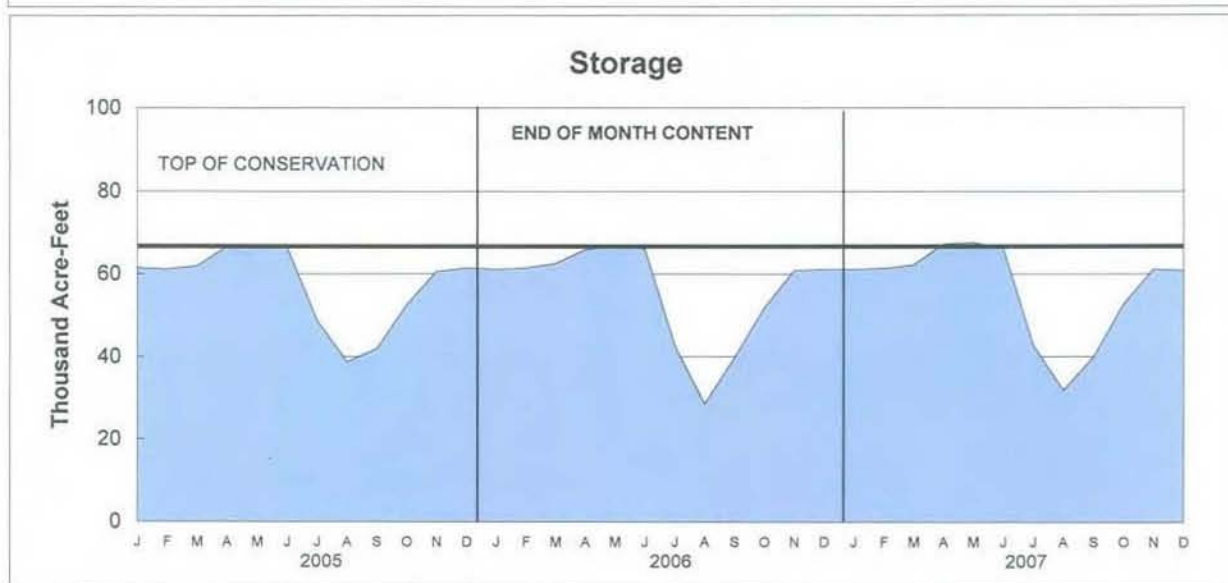 Storage
Thousand Acre-Feet
100
80
60
40
20
0
TOP OF CONSERVATION
END OF MONTH CONTENT
J F M A M J J A S O N D J F M A M J J A S O N D J F M A M J J A S O N D
2005 2006 2007